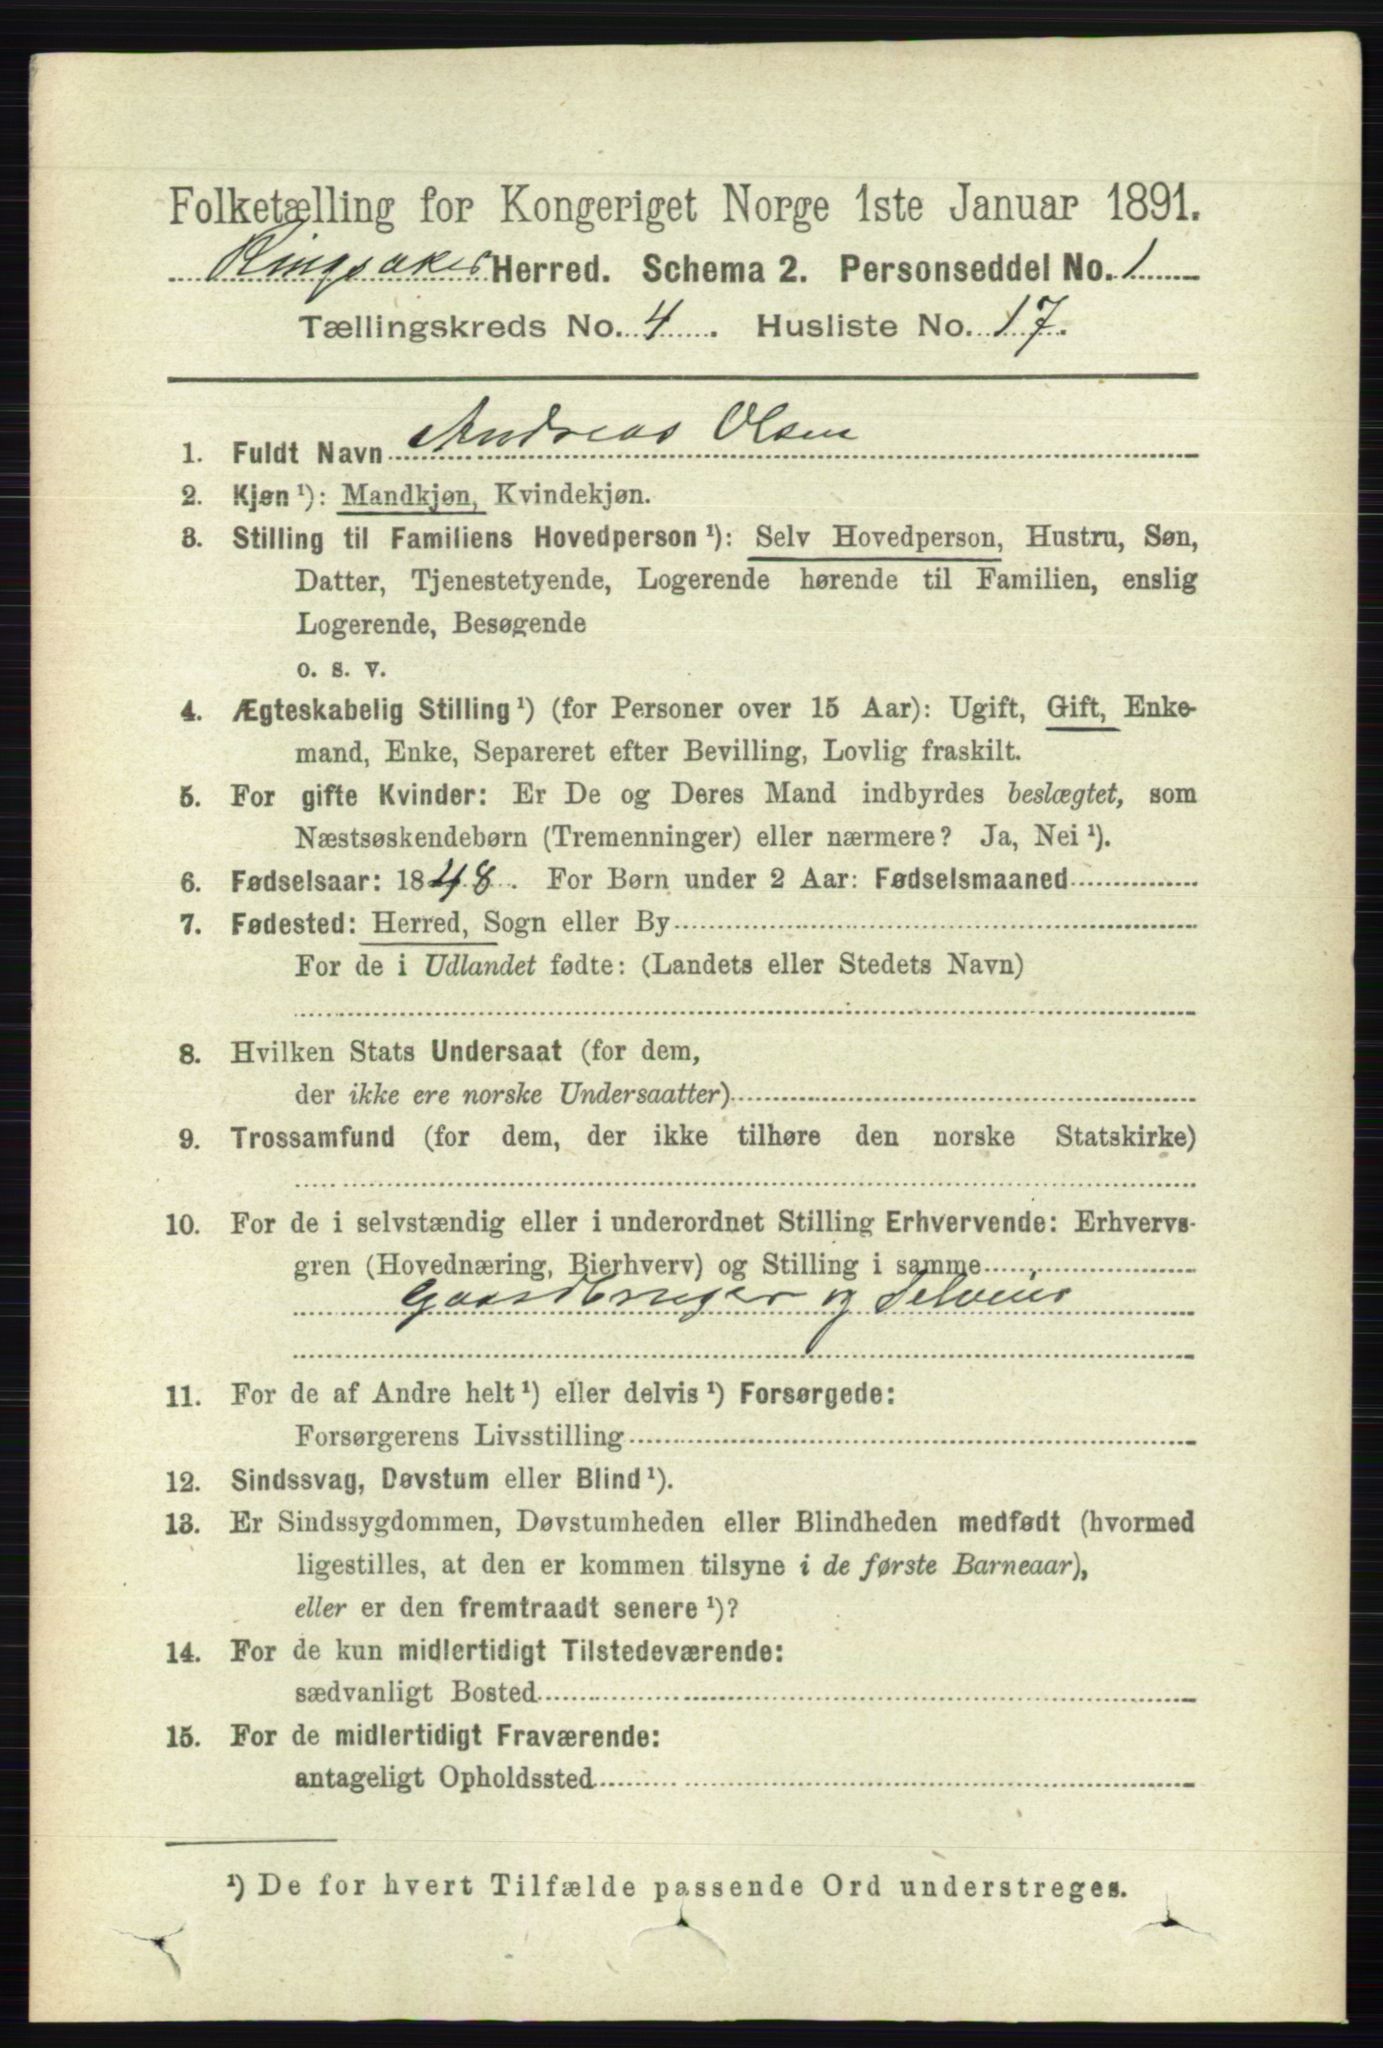 Folketælling for Kongeriget Norge 1ste Januar 1891.
Ringsaker Herred. Schema 2. Personseddel No. 1
Tællingskreds No. 4. Husliste No. 17.
1. Fuldt Navn Andreas Olsen
2. Kjøn ¹): Mandkjøn, Kvindekjøn.
3. Stilling til Familiens Hovedperson ¹): Selv Hovedperson, Hustru, Søn,
Datter, Tjenestetyende, Logerende hørende til Familien, enslig
Logerende, Besøgende
o. s. v.
4. Ægteskabelig Stilling ¹) (for Personer over 15 Aar): Ugift, Gift, Enke-
mand, Enke, Separeret efter Bevilling, Lovlig fraskilt.
5. For gifte Kvinder: Er De og Deres Mand indbyrdes beslægtet, som
Næstsøskendebørn (Tremenninger) eller nærmere? Ja, Nei ¹).
6. Fødselsaar: 1848. For Børn under 2 Aar: Fødselsmaaned
7. Fødested: Herred, Sogn eller By
For de i Udlandet fødte: (Landets eller Stedets Navn)
8. Hvilken Stats Undersaat (for dem,
der ikke ere norske Undersaatter)
9. Trossamfund (for dem, der ikke tilhøre den norske Statskirke)
10. For de i selvstændig eller i underordnet Stilling Erhvervende: Erhvervs-
gren (Hovednæring, Bierhverv) og Stilling i samme
Gaardbruger og Selveier
11. For de af Andre helt ¹) eller delvis ¹) Forsørgede:
Forsørgerens Livsstilling
12. Sindssvag, Døvstum eller Blind ¹).
13. Er Sindssygdommen, Døvstumheden eller Blindheden medfødt (hvormed
ligestilles, at den er kommen tilsyne i de første Barneaar),
eller er den fremtraadt senere ¹)?
14. For de kun midlertidigt Tilstedeværende:
sædvanligt Bosted
15. For de midlertidigt Fraværende:
antageligt Opholdssted
¹) De for hvert Tilfælde passende Ord understreges.